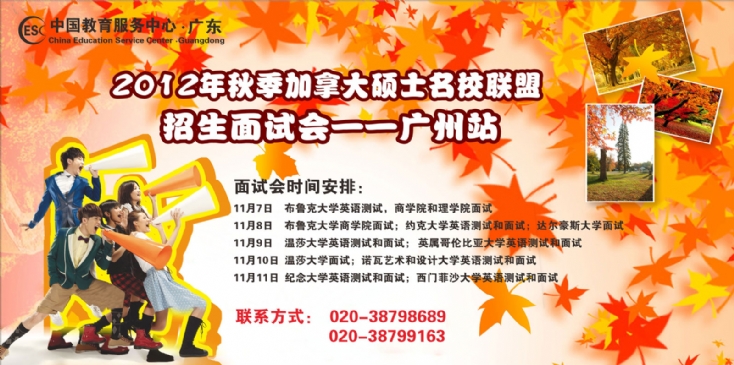 CESC 中国教育服务中心·广东
China Education Service Center -Guangdong
2012年秋季加拿大硕士名校联盟
招生面试会——广州站
面试会时间安排：
11月7日 布鲁克大学英语测试，商学院和理学院面试
11月8日 布鲁克大学商学院面试；约克大学英语测试和面试；达尔豪斯大学面试
11月9日 温莎大学英语测试和面试； 英属哥伦比亚大学英语测试和面试
11月10日 温莎大学面试；诺瓦艺术和设计大学英语测试和面试
11月11日 纪念大学英语测试和面试；西门菲沙大学英语测试和面试
联系方式： 020-38798689
020-38799163